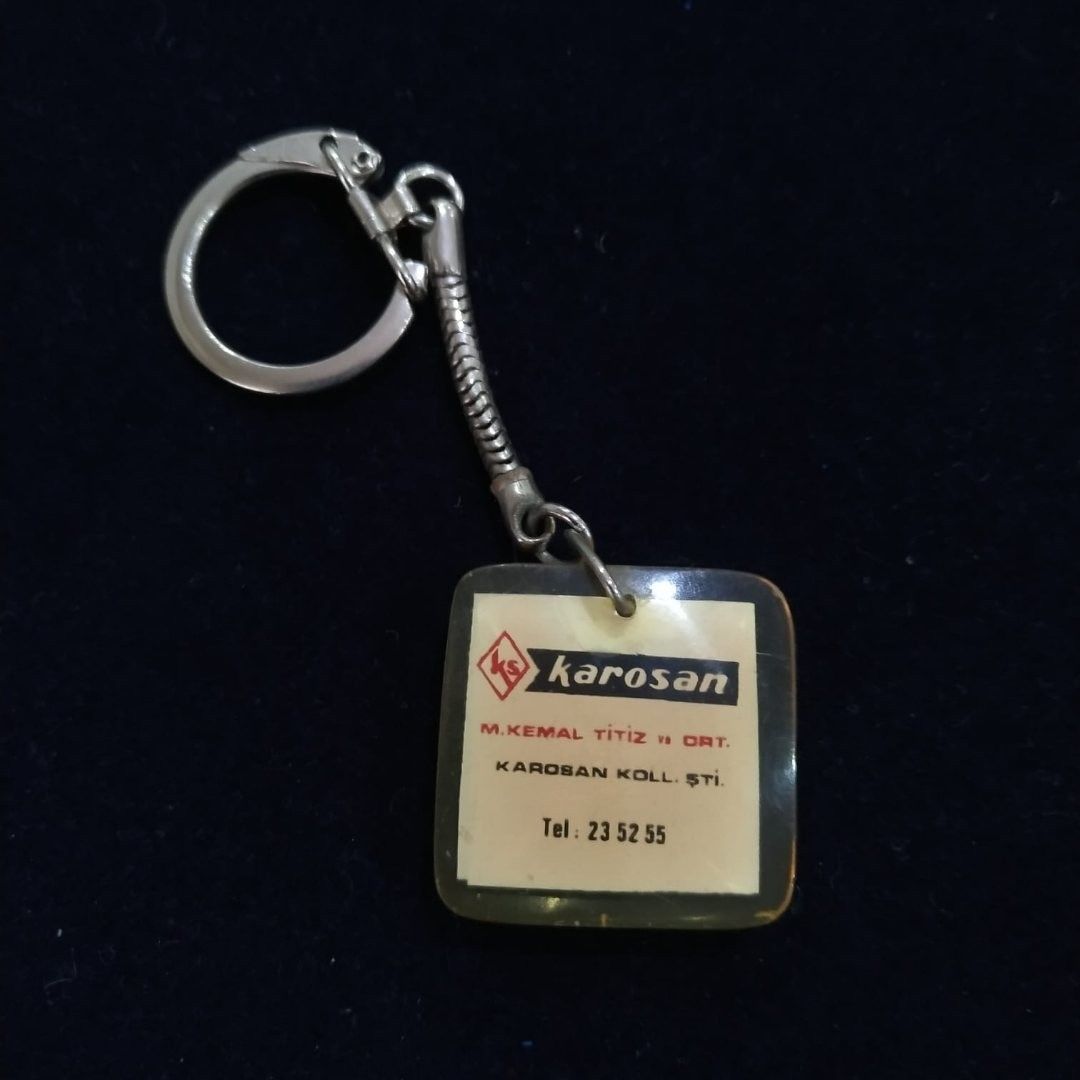 ks karosan
M.KEMAL TİTİZ ve ORT.
KAROSAN KOLL. ŞTİ.
Tel : 23 52 55